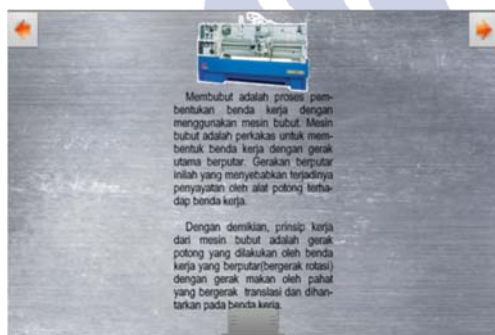 Membubut adalah proses pem-
bentukan benda kerja dengan
menggunakan mesin bubut. Mesin
bubut adalah perkakas untuk mem-
bentuk benda kerja dengan gerak
utama berputar. Gerakan berputar
inilah yang menyebabkan terjadinya
penyayatan oleh alat potong terha-
dap benda kerja.
Dengan demikian, prinsip kerja
dari mesin bubut adalah gerak
potong yang dilakukan oleh benda
kerja yang berputar(bergerak rotasi)
dengan gerak makan oleh pahat
yang bergerak translasi dan dihan-
tarkan pada benda kerja.